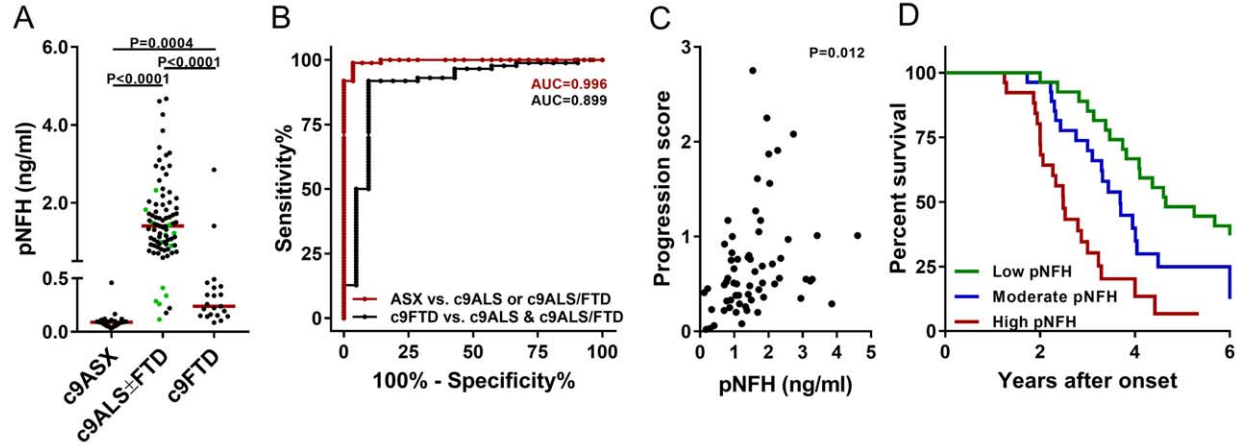 A
B
C
D
6.0
4.0
2.0
0.5
0.0
pNFH (ng/ml)
P=0.0004
P<0.0001
P<0.0001
c9ASX
c9ALS±FTD
c9FTD
100
75
50
25
0
Sensitivity%
AUC=0.996
AUC=0.899
ASX vs. c9ALS or c9ALS/FTD
c9FTD vs. c9ALS & c9ALS/FTD
0 25 50 75 100
100% - Specificity%
3
2
1
0
Progression score
P=0.012
0 1 2 3 4 5
pNFH (ng/ml)
100
75
50
25
0
Percent survival
Low pNFH
Moderate pNFH
High pNFH
0 2 4 6
Years after onset